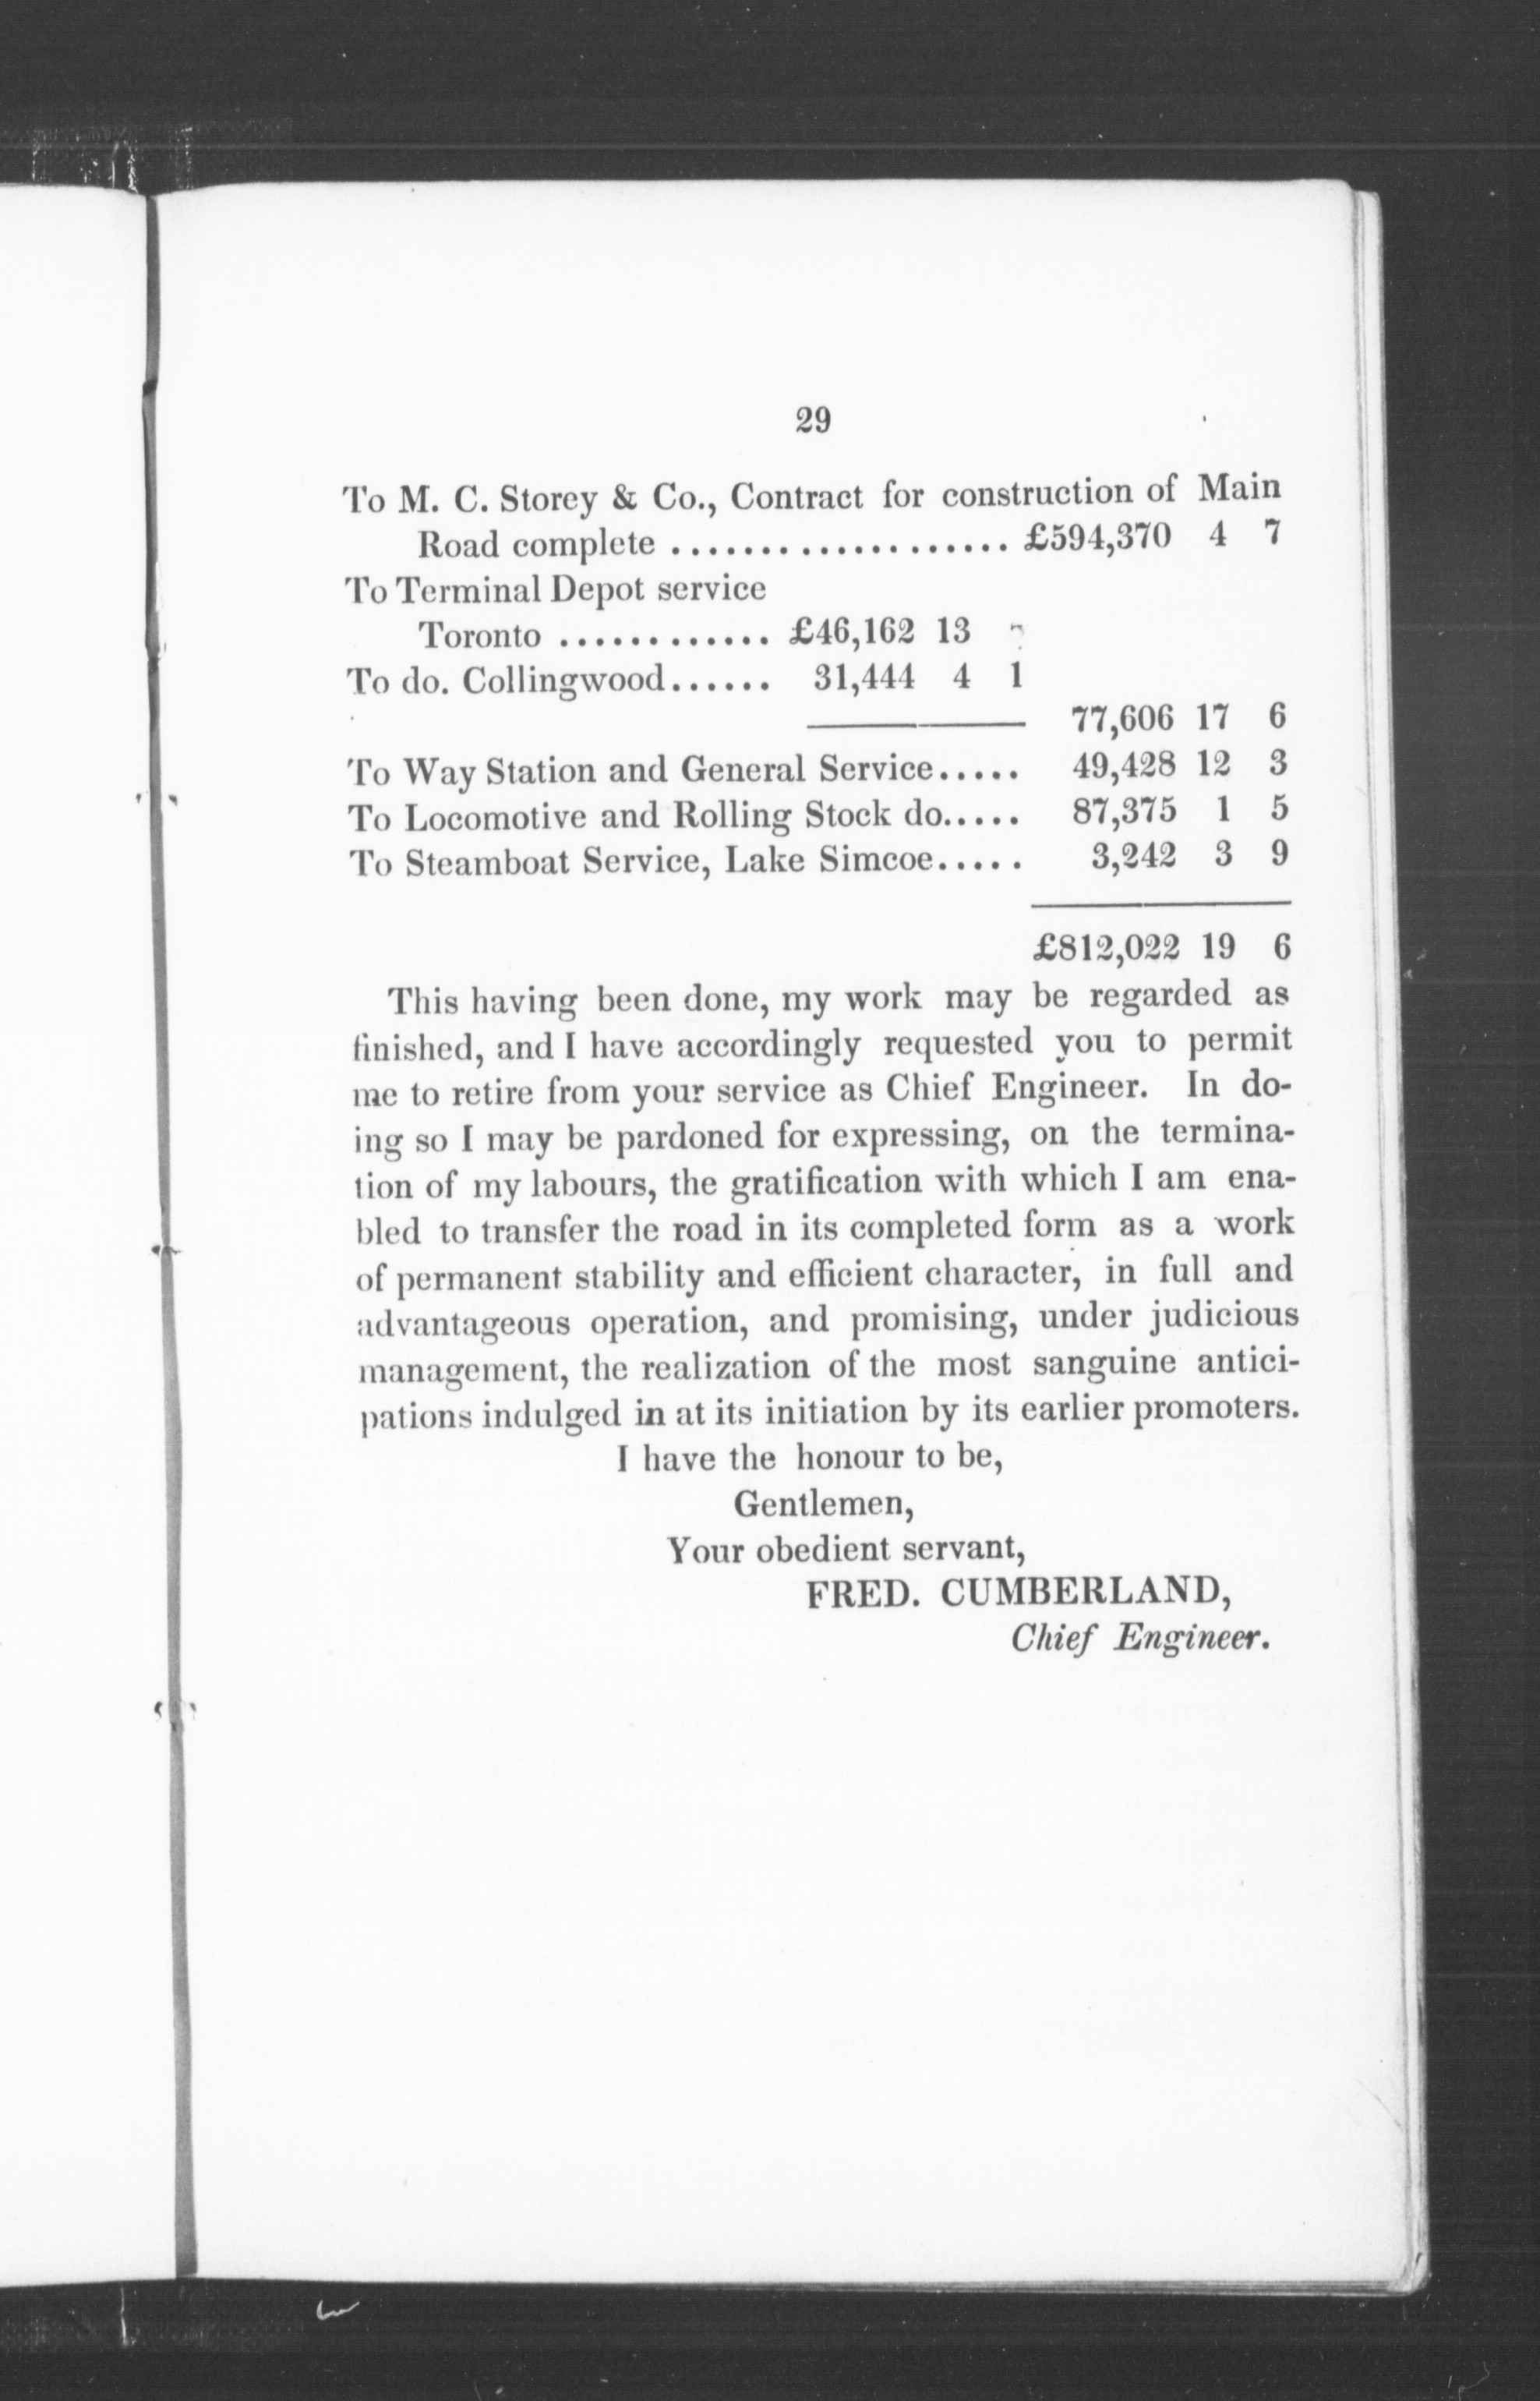 29
To M. C. Storey & Co., Contract for construction of Main
Road complete ................... £594,370 4 7
To Terminal Depot service
Toronto ............ £46,162 13
To do. Collingwood...... 31,444 4 1
77,606 17 6
To Way Station and General Service..... 49,428 12 3
To Locomotive and Rolling Stock do..... 87,375 1 5
To Steamboat Service, Lake Simcoe..... 3,242 3 9
£812,022 19 6
This having been done, my work may be regarded as
finished, and I have accordingly requested you to permit
me to retire from your service as Chief Engineer. In do-
ing so I may be pardoned for expressing, on the termina-
tion of my labours, the gratification with which I am ena-
bled to transfer the road in its completed form as a work
of permanent stability and efficient character, in full and
advantageous operation, and promising, under judicious
management, the realization of the most sanguine antici-
pations indulged in at its initiation by its earlier promoters.
I have the honour to be,
Gentlemen,
Your obedient servant,
FRED. CUMBERLAND,
Chief Engineer.